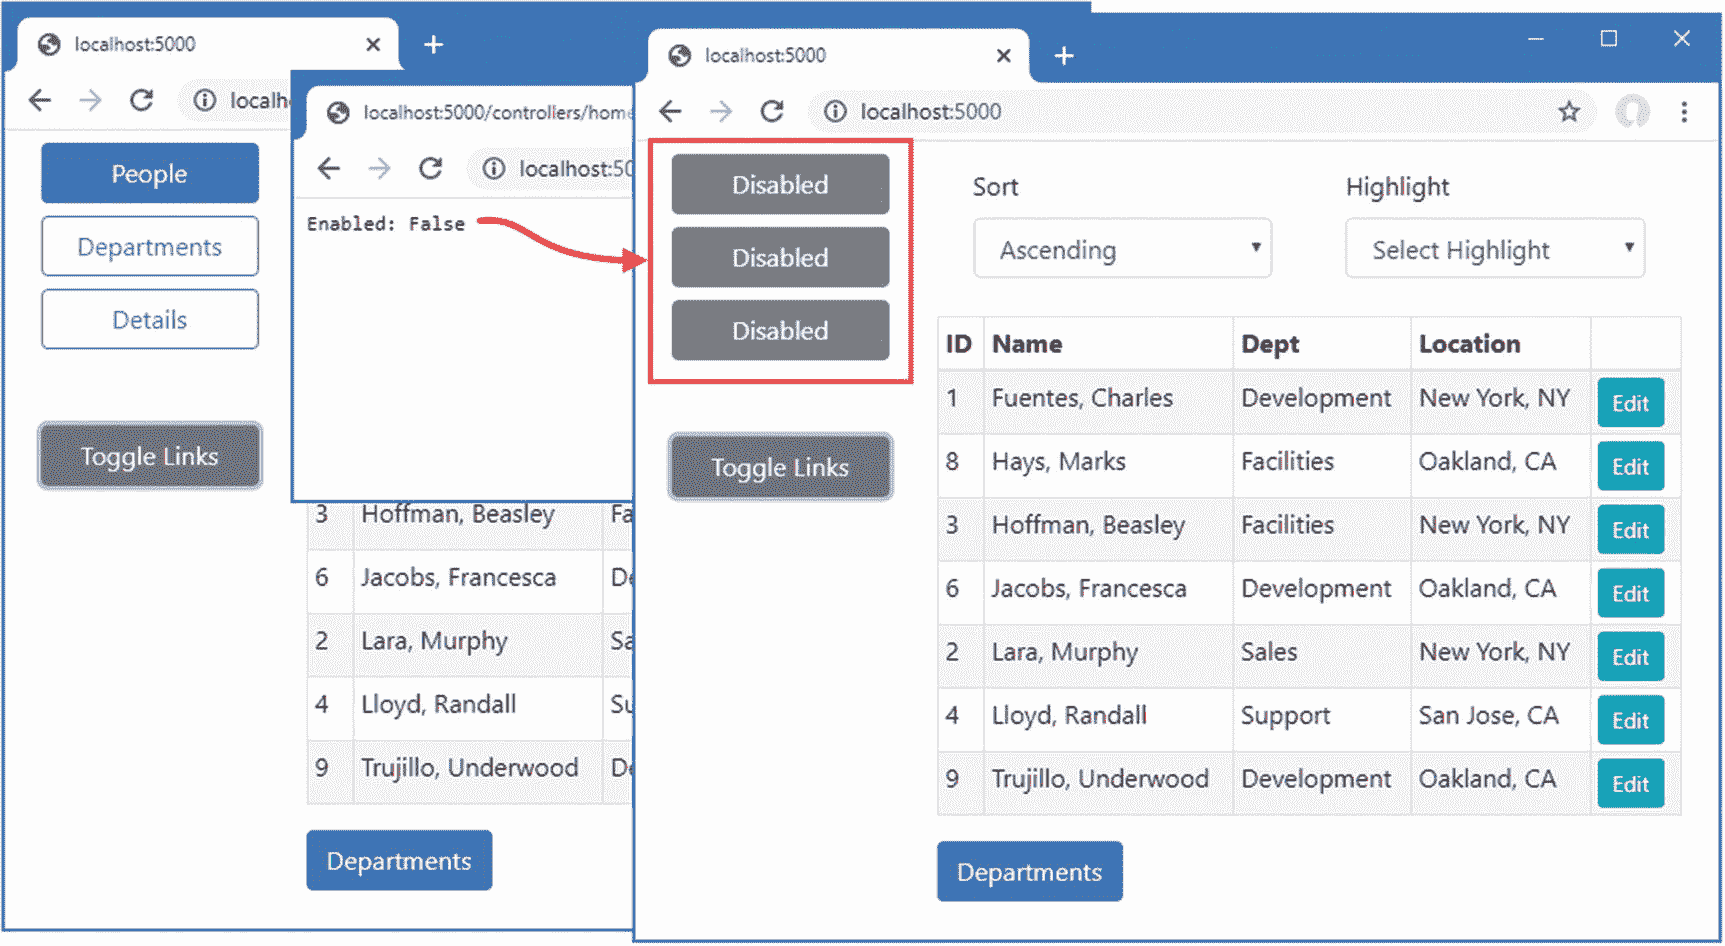 localhost:5000
localh
People
Departments
Details
Toggle Links
3 Hoffman, Beasley Fa
6 Jacobs, Francesca De
2 Lara, Murphy Sa
4 Lloyd, Randall Su
9 Trujillo, Underwood De
Departments
localhost:5000/controllers/home
localhost:50
Enabled: False
localhost:5000
localhost:5000
Disabled
Disabled
Disabled
Toggle Links
Sort Highlight
Ascending Select Highlight
ID Name Dept Location
1 Fuentes, Charles Development New York, NY Edit
8 Hays, Marks Facilities Oakland, CA Edit
3 Hoffman, Beasley Facilities New York, NY Edit
6 Jacobs, Francesca Development Oakland, CA Edit
2 Lara, Murphy Sales New York, NY Edit
4 Lloyd, Randall Support San Jose, CA Edit
9 Trujillo, Underwood Development Oakland, CA Edit
Departments